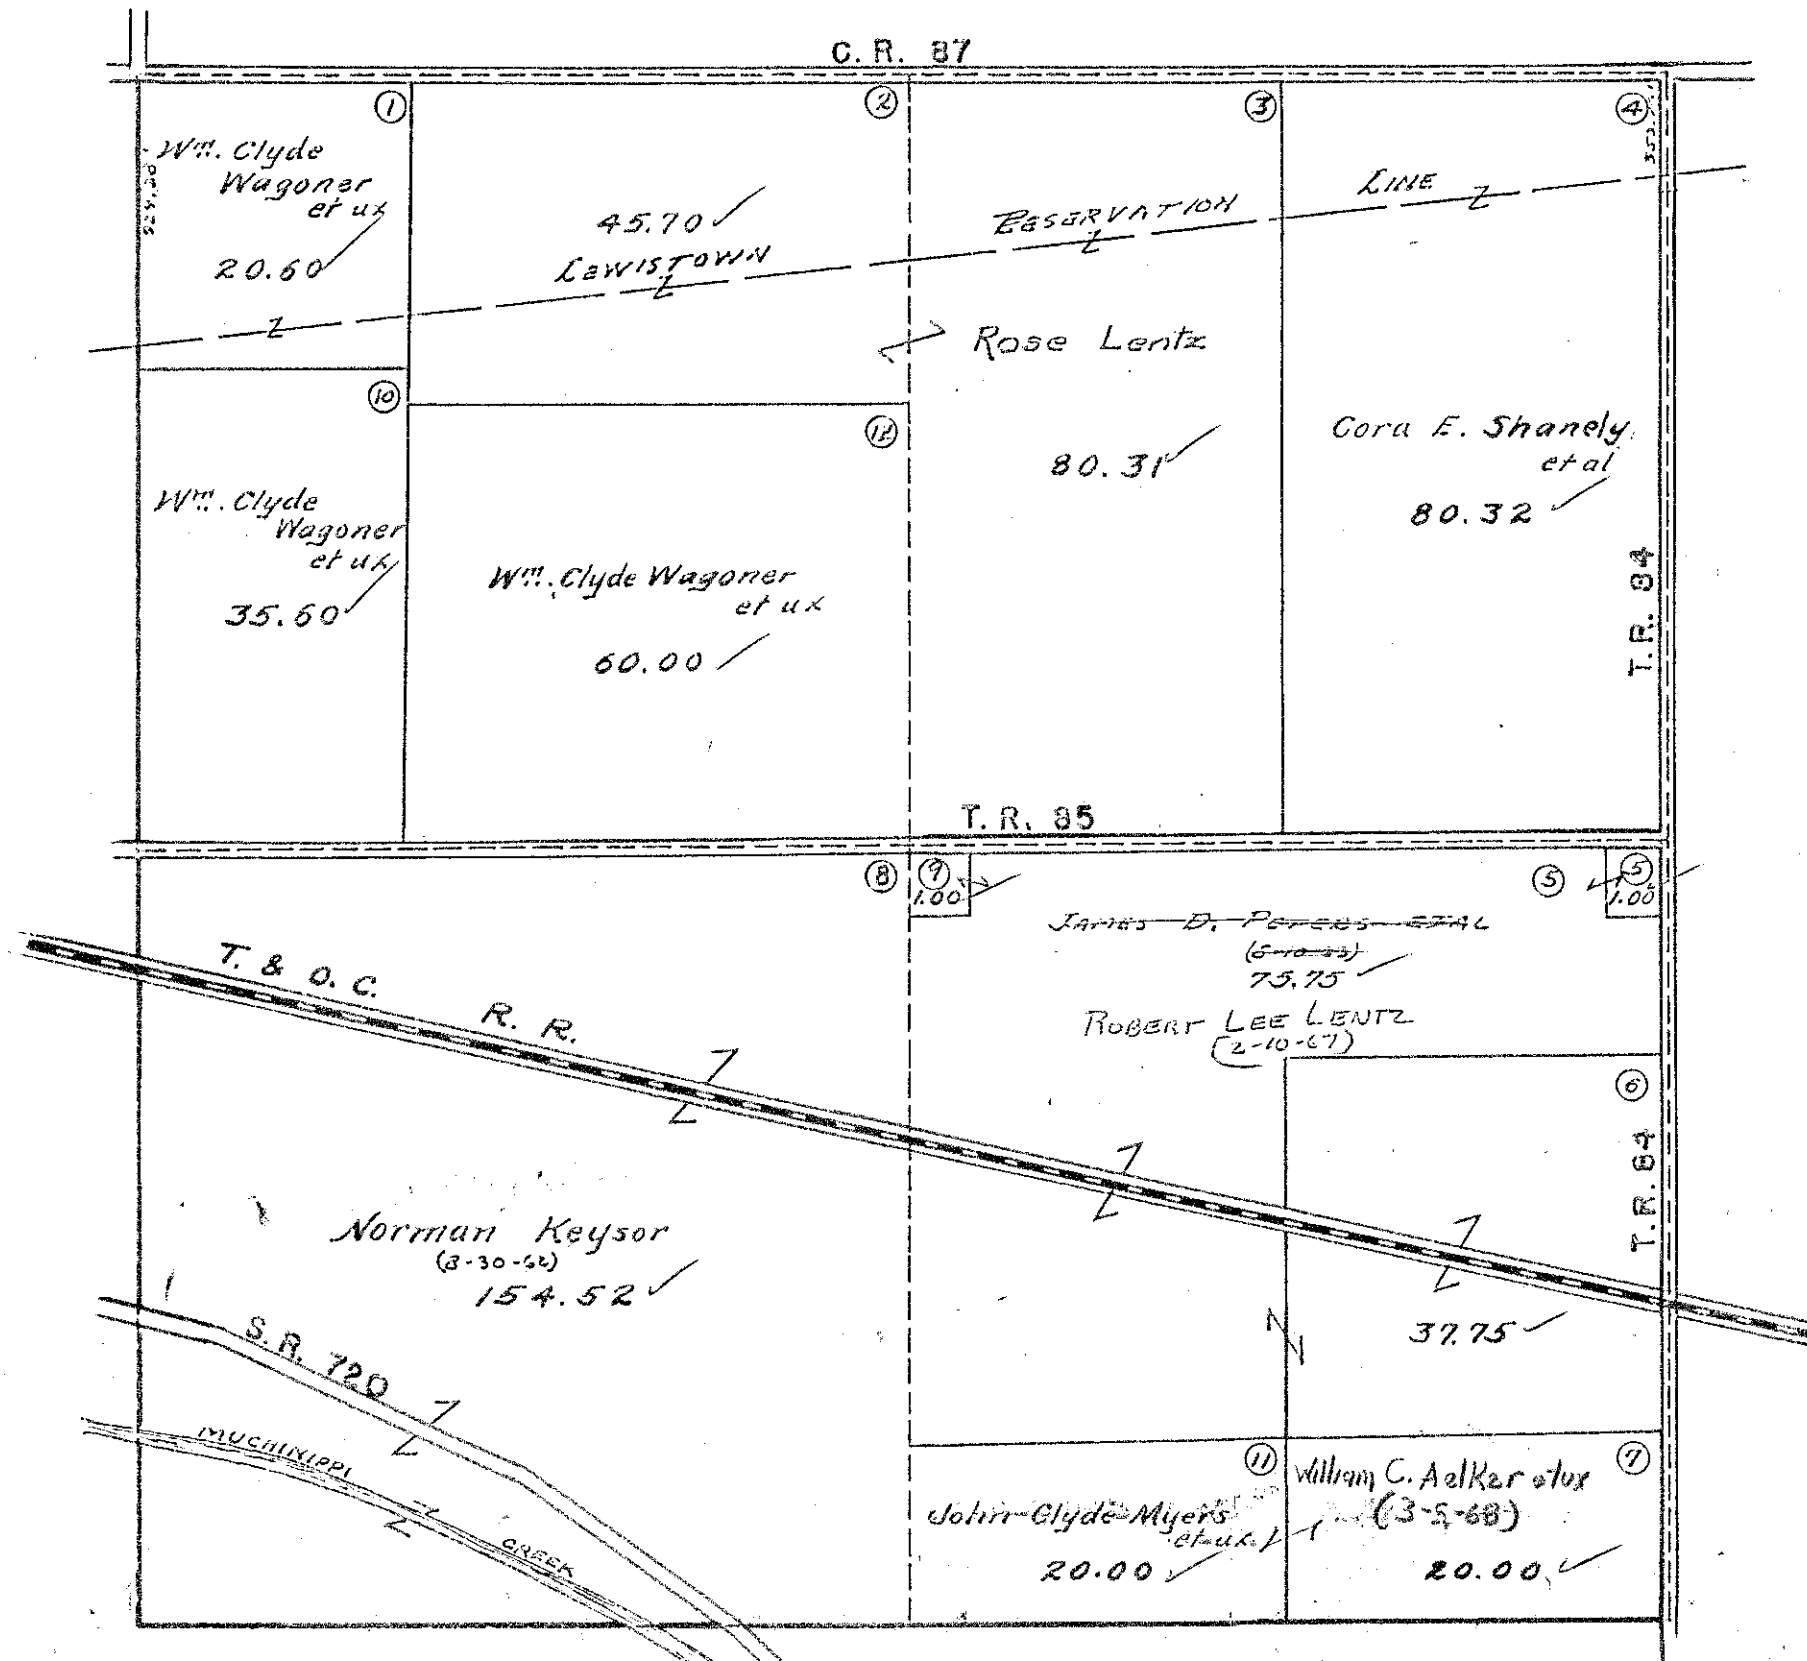 C. R. 87
1
2
3
4
Wm. Clyde
Wagoner
et ux
20.60
45.70
LEWISTOWN
RESERVATION
LINE
Rose Lentz
80.31
Cora E. Shanely
et al
80.32
T.R. 84
10
Wm. Clyde
Wagoner
et ux
35.60
12
Wm. Clyde Wagoner
et ux
60.00
T. R. 85
8
9
1.00
5
5
1.00
JAMES D. PETERS ETAL
75.75
ROBERT LEE LENTZ
(2-10-67)
T. & O. C. R. R.
6
T.R. 84
37.75
Norman Keysor
154.52
S. R. 720
MUCHINIPPI
CREEK
11
John Clyde Myers
et ux
20.00
7
William C. Aelker etux
(3-5-68)
20.00